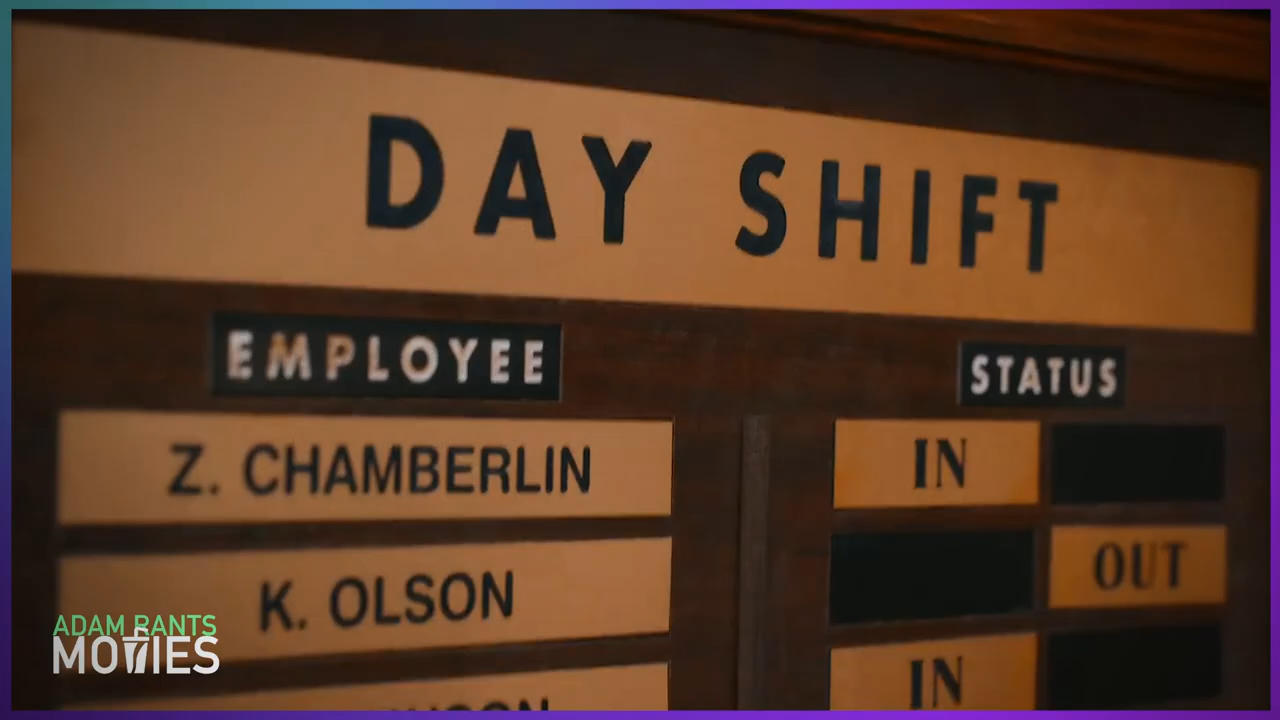 DAY SHIFT
EMPLOYEE STATUS
Z. CHAMBERLIN IN
K. OLSON OUT
IN
ADAM RANTS
MOVIES